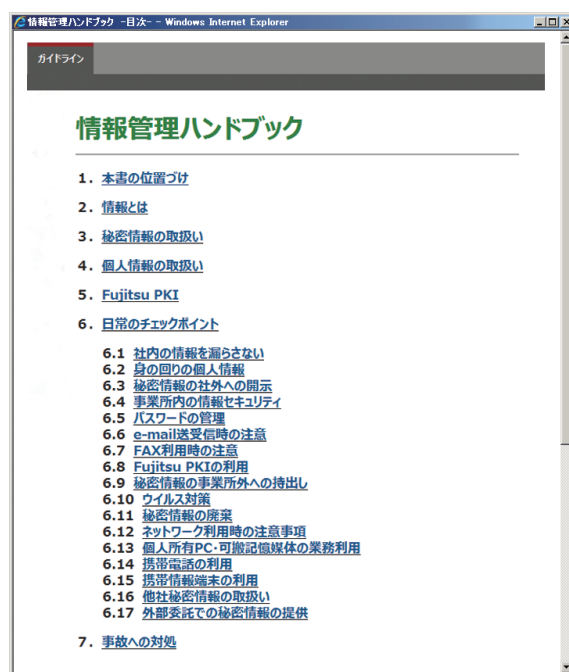 情報管理ハンドブック -目次- - Windows Internet Explorer
ガイドライン
情報管理ハンドブック
1. 本書の位置づけ
2. 情報とは
3. 秘密情報の取扱い
4. 個人情報の取扱い
5. Fujitsu PKI
6. 日常のチェックポイント
6.1 社内の情報を漏らさない
6.2 身の回りの個人情報
6.3 秘密情報の社外への開示
6.4 事業所内の情報セキュリティ
6.5 パスワードの管理
6.6 e-mail送受信時の注意
6.7 FAX利用時の注意
6.8 Fujitsu PKIの利用
6.9 秘密情報の事業所外への持出し
6.10 ウイルス対策
6.11 秘密情報の廃棄
6.12 ネットワーク利用時の注意事項
6.13 個人所有PC・可搬記憶媒体の業務利用
6.14 携帯電話の利用
6.15 携帯情報端末の利用
6.16 他社秘密情報の取扱い
6.17 外部委託での秘密情報の提供
7. 事故への対処